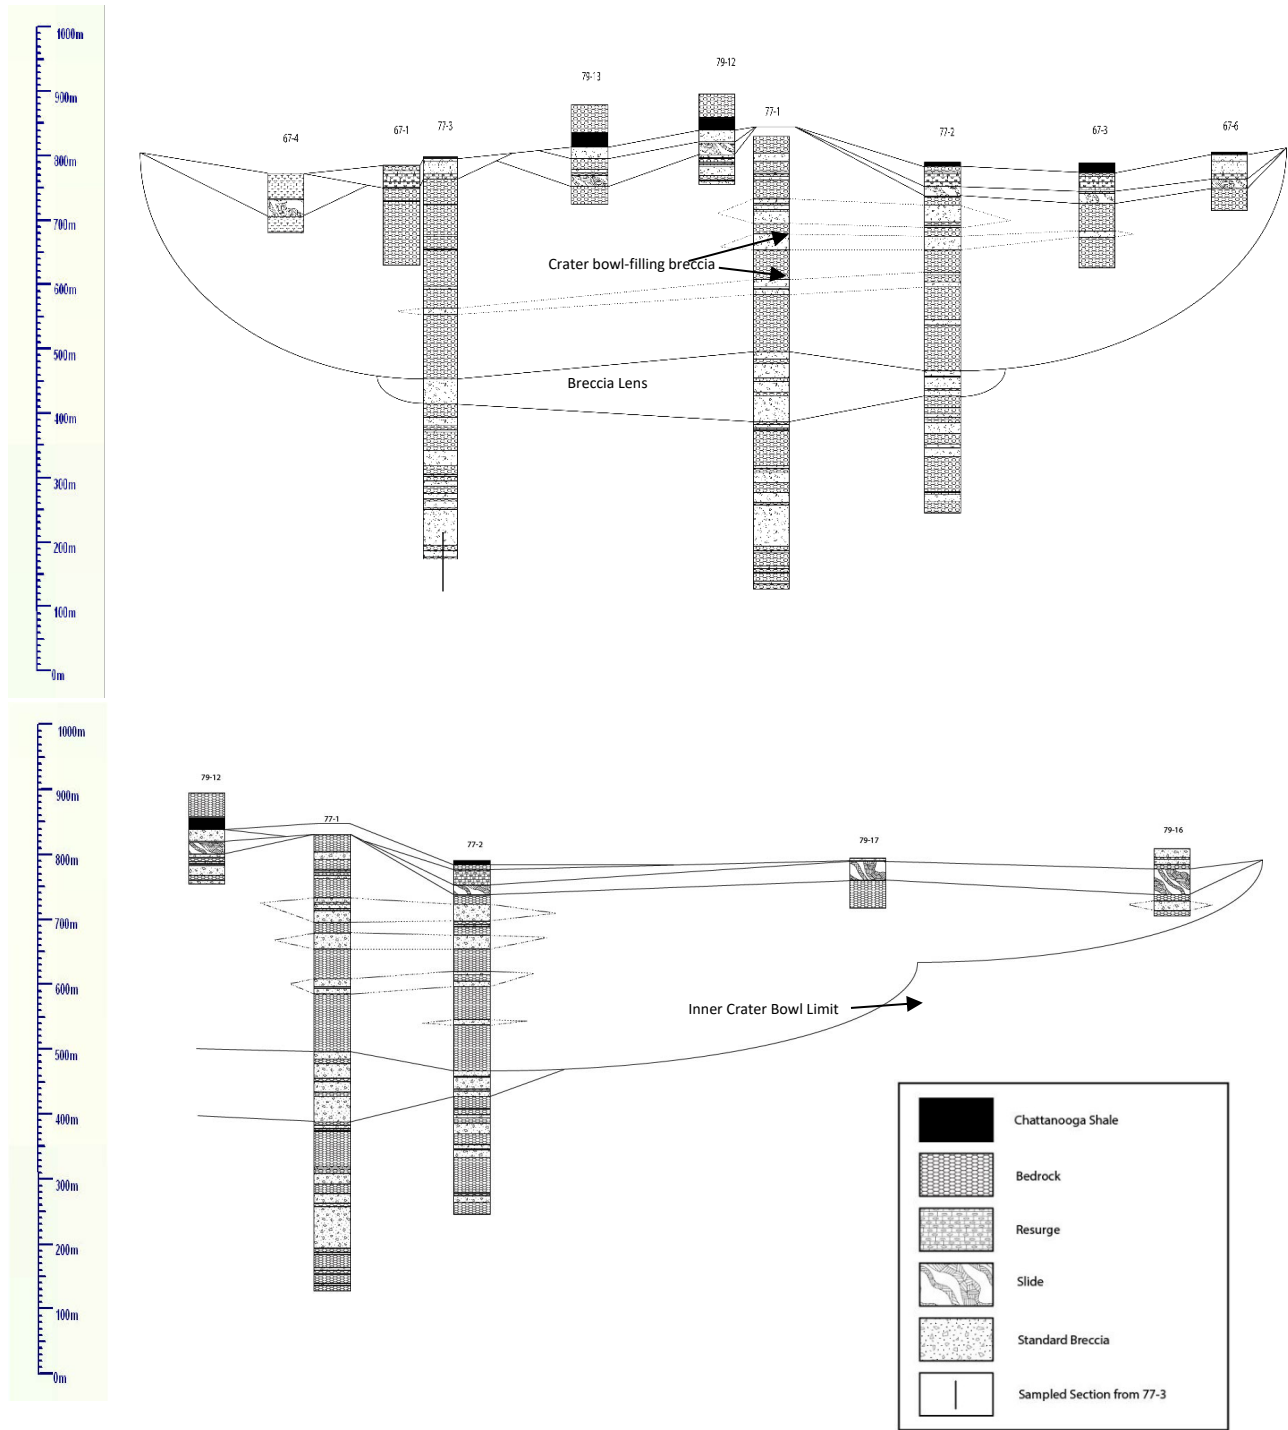 1000m
900m
800m
700m
600m
500m
400m
300m
200m
100m
0m
67-4
67-1
77-3
79-13
79-12
77-1
77-2
67-3
67-6
Crater bowl-filling breccia
Breccia Lens
1000m
900m
800m
700m
600m
500m
400m
300m
200m
100m
0m
79-12
77-1
77-2
79-17
79-16
Inner Crater Bowl Limit
Chattanooga Shale
Bedrock
Resurge
Slide
Standard Breccia
Sampled Section from 77-3